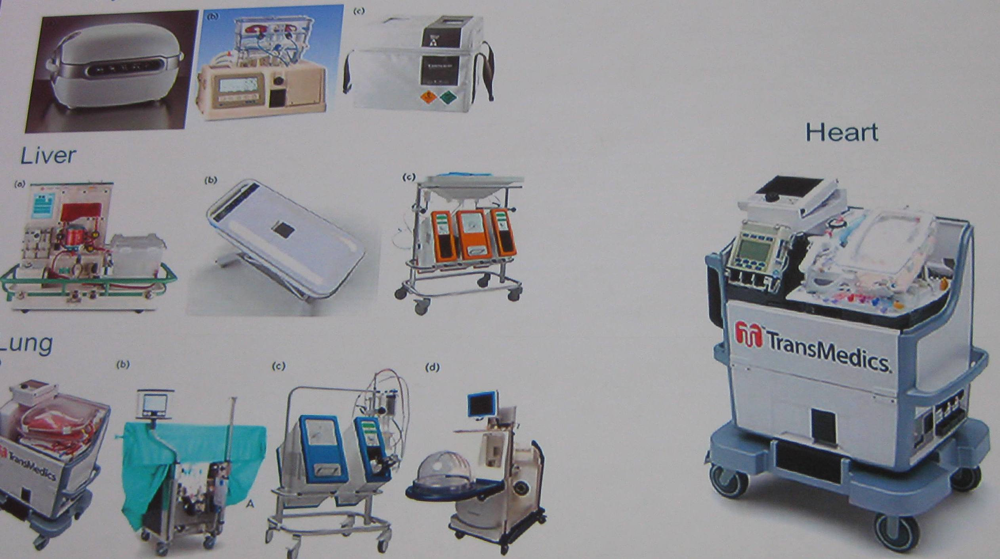 (b)
(c)
Heart
Liver
(a)
(b)
(c)
TransMedics.
Lung
(b)
(c)
(d)
TransMedics
A